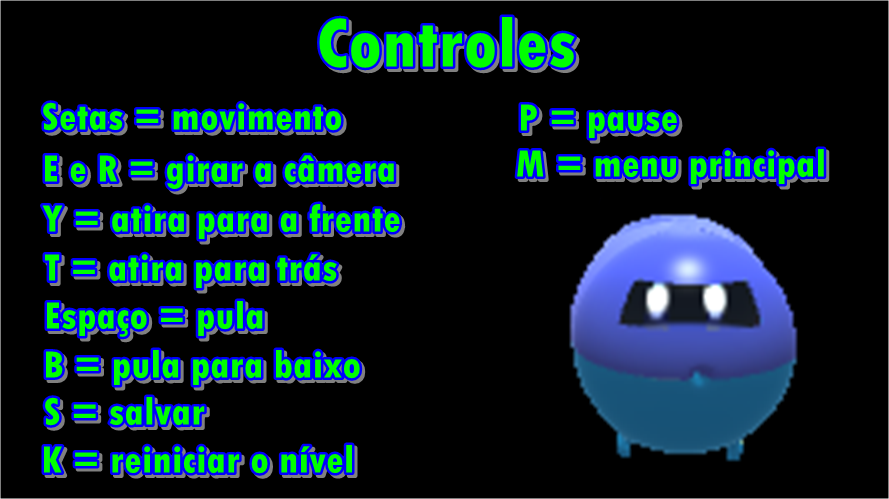 Controles
Setas = movimento
E e R = girar a câmera
Y = atira para a frente
T = atira para trás
Espaço = pula
B = pula para baixo
S = salvar
K = reiniciar o nível
P = pause
M = menu principal